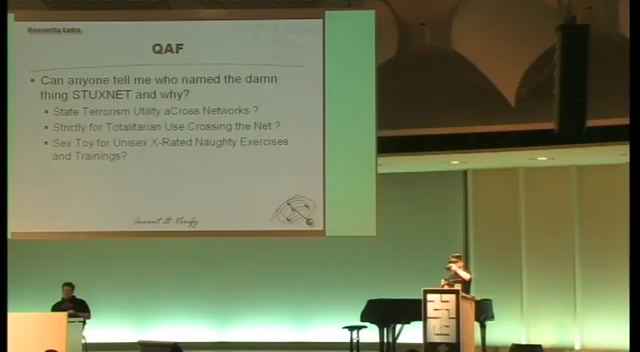 Recurity Labs
QAF
• Can anyone tell me who named the damn
thing STUXNET and why?
• State Terrorism Utility aCross Networks ?
• Strictly for Totalitarian Use Crossing the Net ?
• Sex Toy for Unisex X-Rated Naughty Exercises
and Trainings?
Invent & Verify